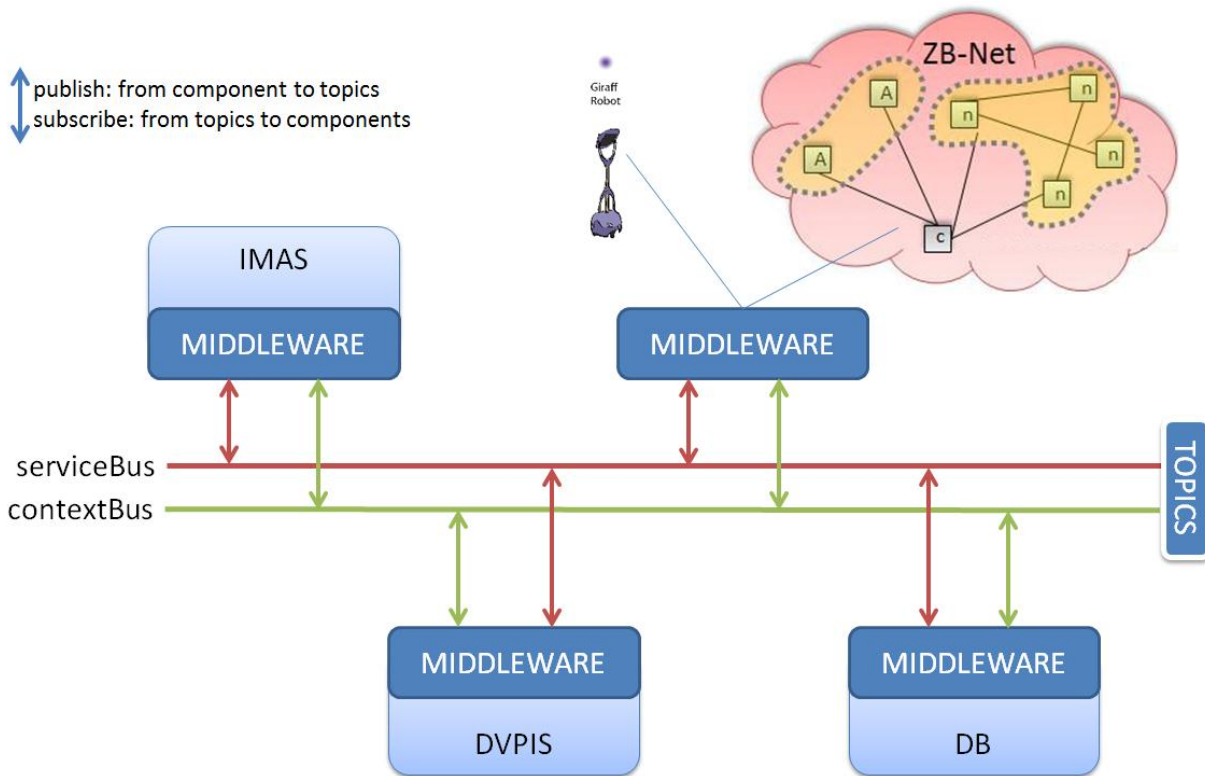 ZB-Net
publish: from component to topics
subscribe: from topics to components
Giraff
Robot
A
n
n
A
n
n
c
IMAS
MIDDLEWARE
MIDDLEWARE
serviceBus
contextBus
TOPICS
MIDDLEWARE
MIDDLEWARE
DVPIS
DB